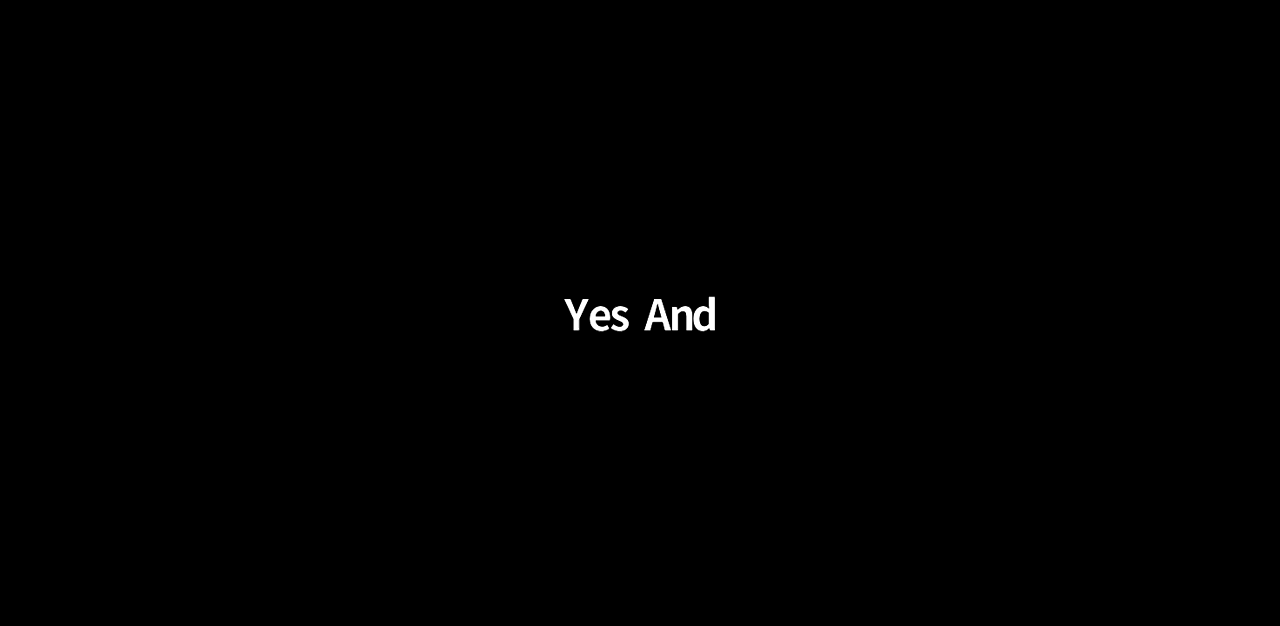 Yes And